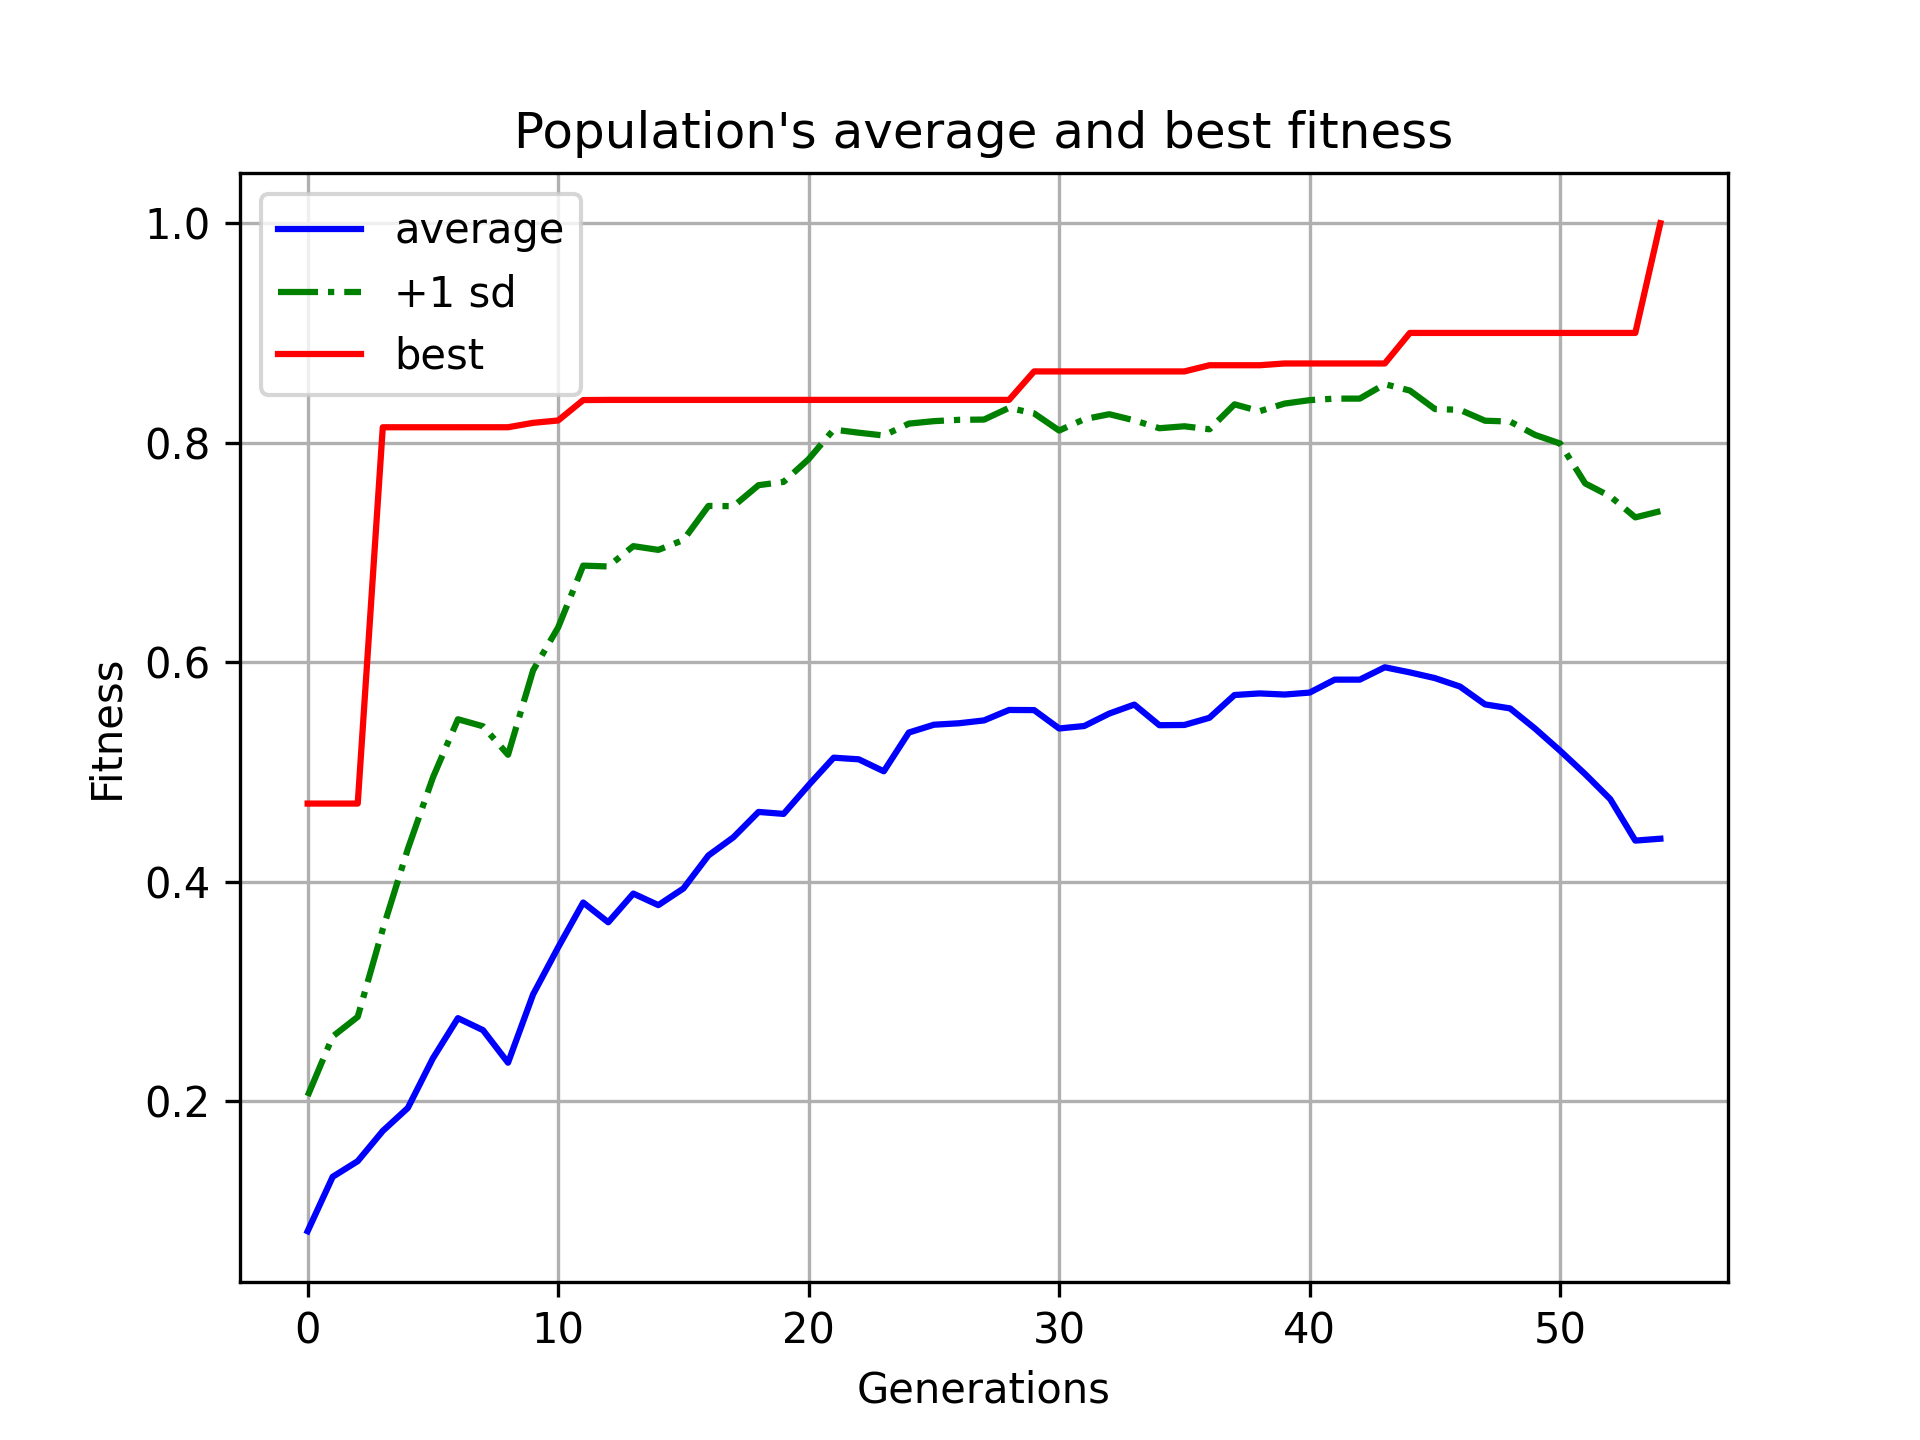 Population's average and best fitness
average
+1 sd
best
Fitness
1.0
0.8
0.6
0.4
0.2
0 10 20 30 40 50
Generations